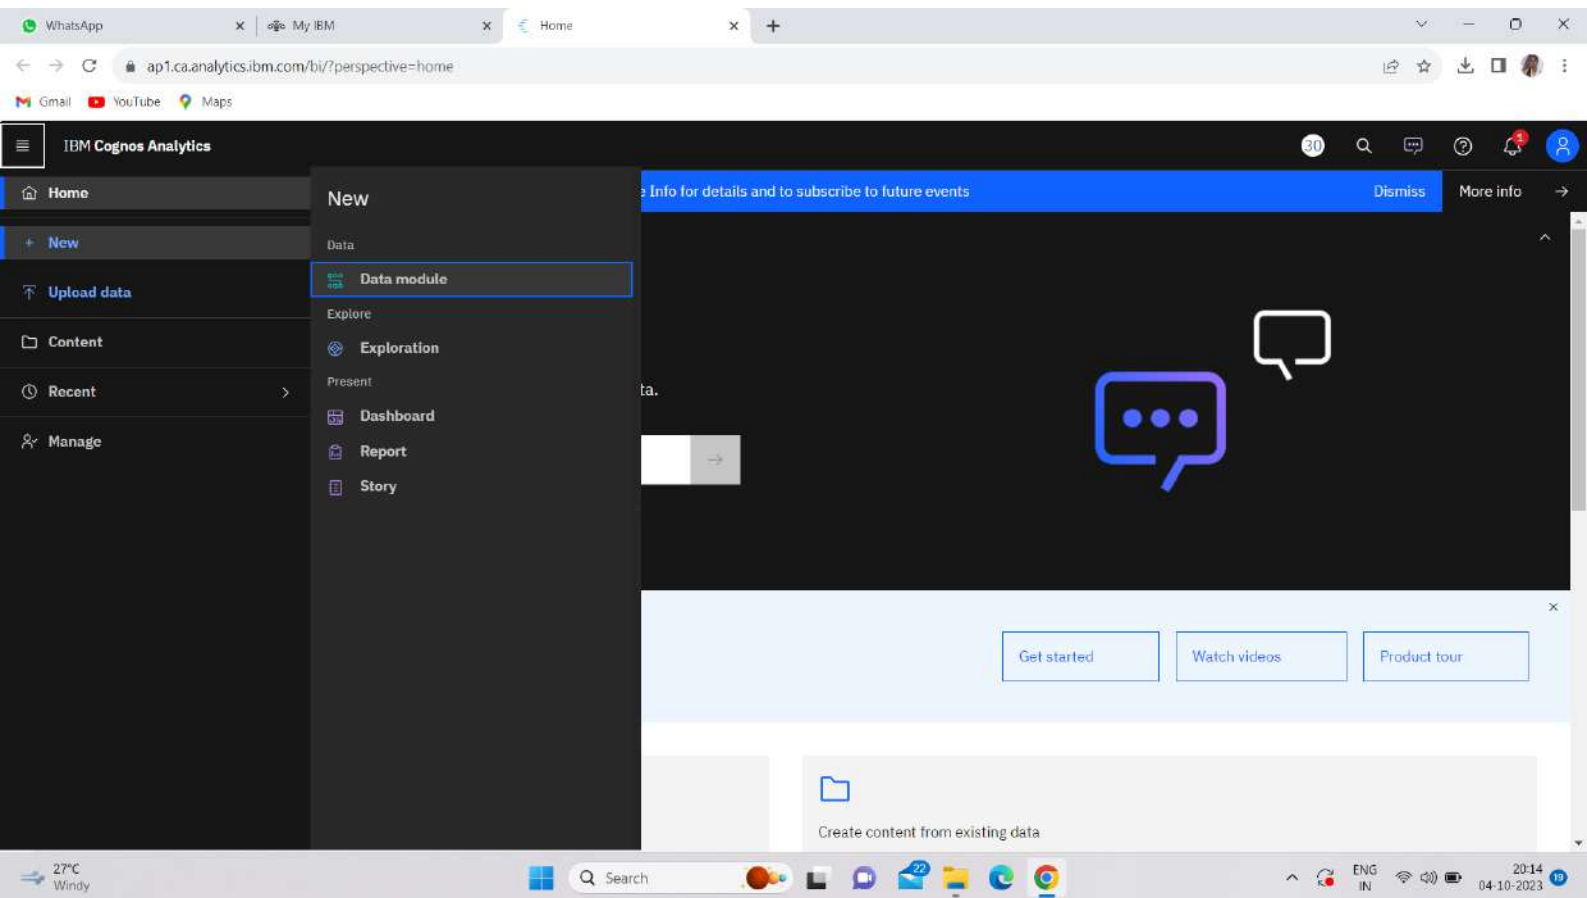 WhatsApp
My IBM
Home
ap1.ca.analytics.ibm.com/bi/?perspective=home
Gmail
YouTube
Maps
IBM Cognos Analytics
30
1
Home
New
Upload data
Content
Recent
Manage
New
Data
Data module
Explore
Exploration
Present
Dashboard
Report
Story
Info for details and to subscribe to future events
Dismiss
More info
ta.
Get started
Watch videos
Product tour
Create content from existing data
27°C
Windy
Search
22
ENG
IN
20:14
04-10-2023
19